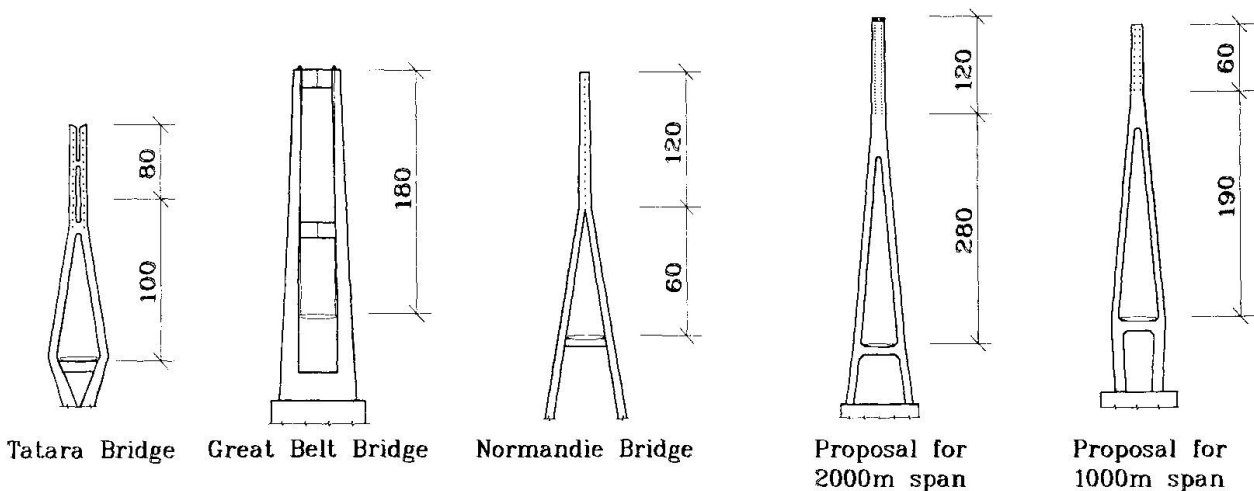 80
100
Tatara Bridge
180
Great Belt Bridge
120
60
Normandie Bridge
120
280
Proposal for
2000m span
60
190
Proposal for
1000m span